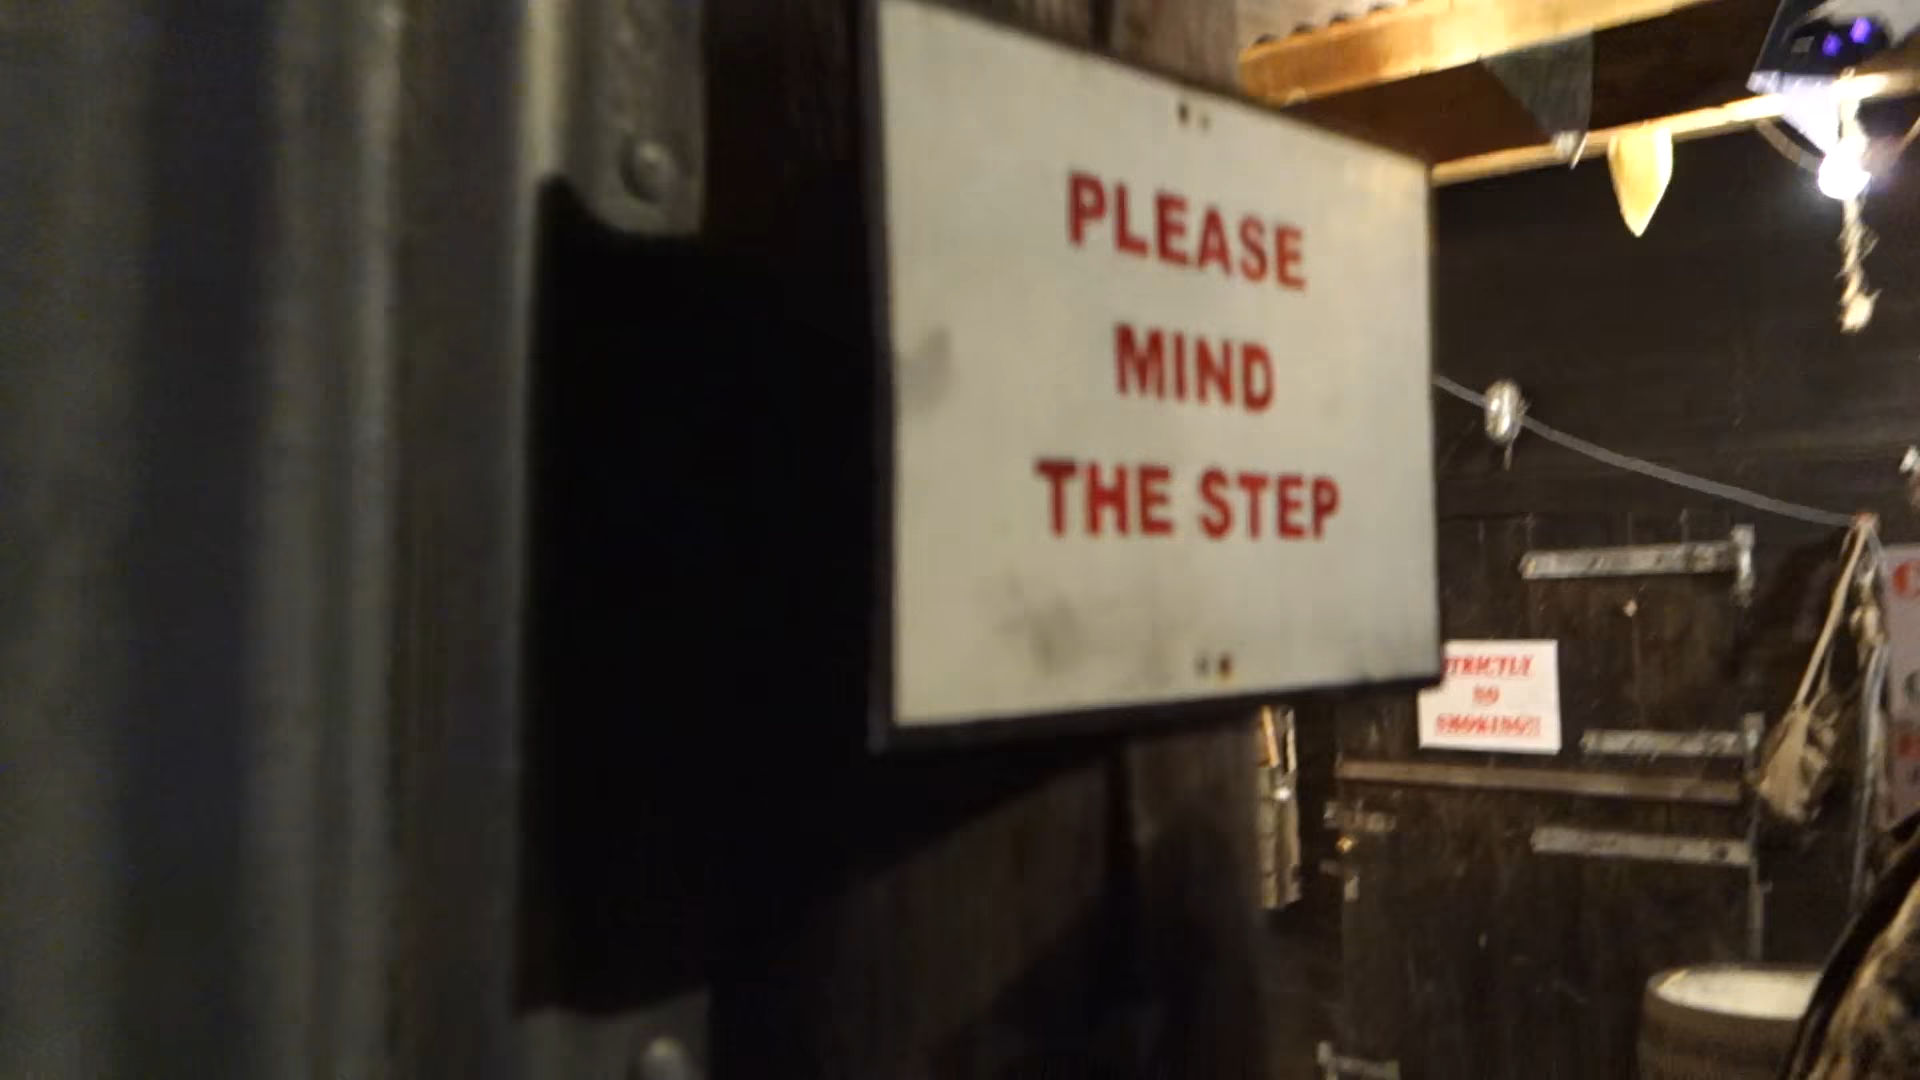 PLEASE
MIND
THE STEP
STRICTLY
NO
SMOKING!!